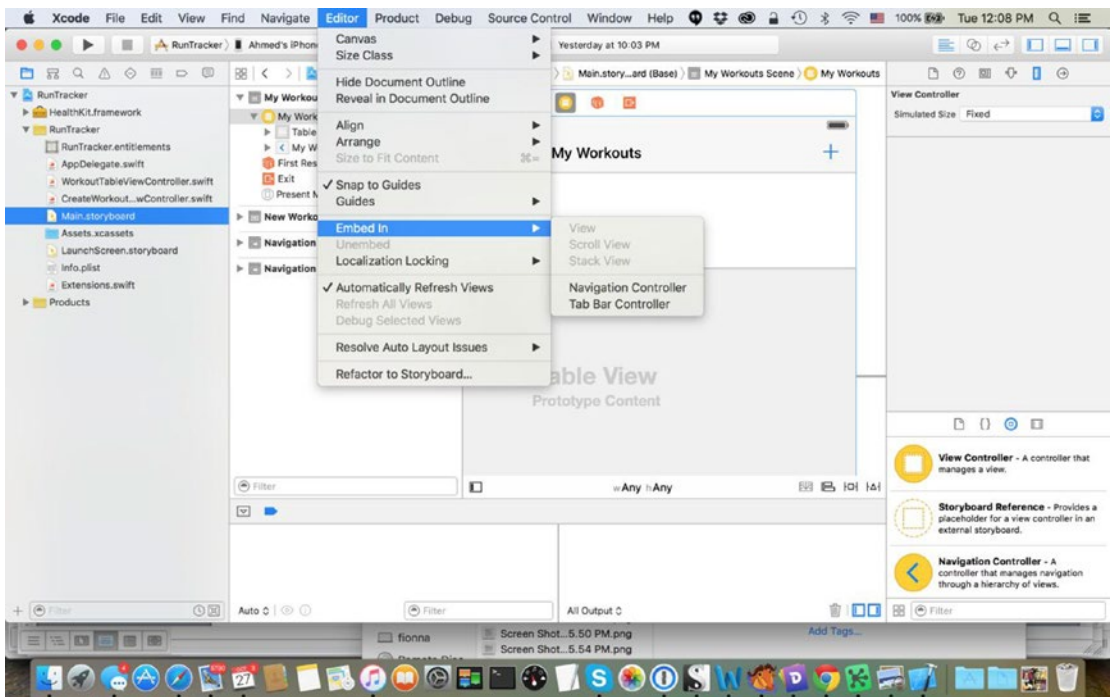 Xcode File Edit View Find Navigate Editor Product Debug Source Control Window Help 100% Tue 12:08 PM
RunTracker Ahmed's iPhon
Yesterday at 10:03 PM
Main.story...ard (Base) My Workouts Scene My Workouts
RunTracker
HealthKit.framework
RunTracker
RunTracker.entitlements
AppDelegate.swift
WorkoutTableViewController.swift
CreateWorkout...wController.swift
Main.storyboard
Assets.xcassets
LaunchScreen.storyboard
Info.plist
Extensions.swift
Products
Filter
My Workou
My Work
Table
My W
First Res
Exit
Present M
New Worko
Navigation
Navigation
Filter
Canvas
Size Class
Hide Document Outline
Reveal in Document Outline
Align
Arrange
Size to Fit Content ⌘=
✓ Snap to Guides
Guides
Embed In
Unembed
Localization Locking
✓ Automatically Refresh Views
Refresh All Views
Debug Selected Views
Resolve Auto Layout Issues
Refactor to Storyboard...
View
Scroll View
Stack View
Navigation Controller
Tab Bar Controller
My Workouts +
able View
Prototype Content
wAny hAny
Auto
Filter
All Output
View Controller
Simulated Size Fixed
{}
View Controller - A controller that
manages a view.
Storyboard Reference - Provides a
placeholder for a view controller in an
external storyboard.
Navigation Controller - A
controller that manages navigation
through a hierarchy of views.
Filter
fionna
Screen Shot...5.50 PM.png
Screen Shot...5.54 PM.png
Add Tags...
27